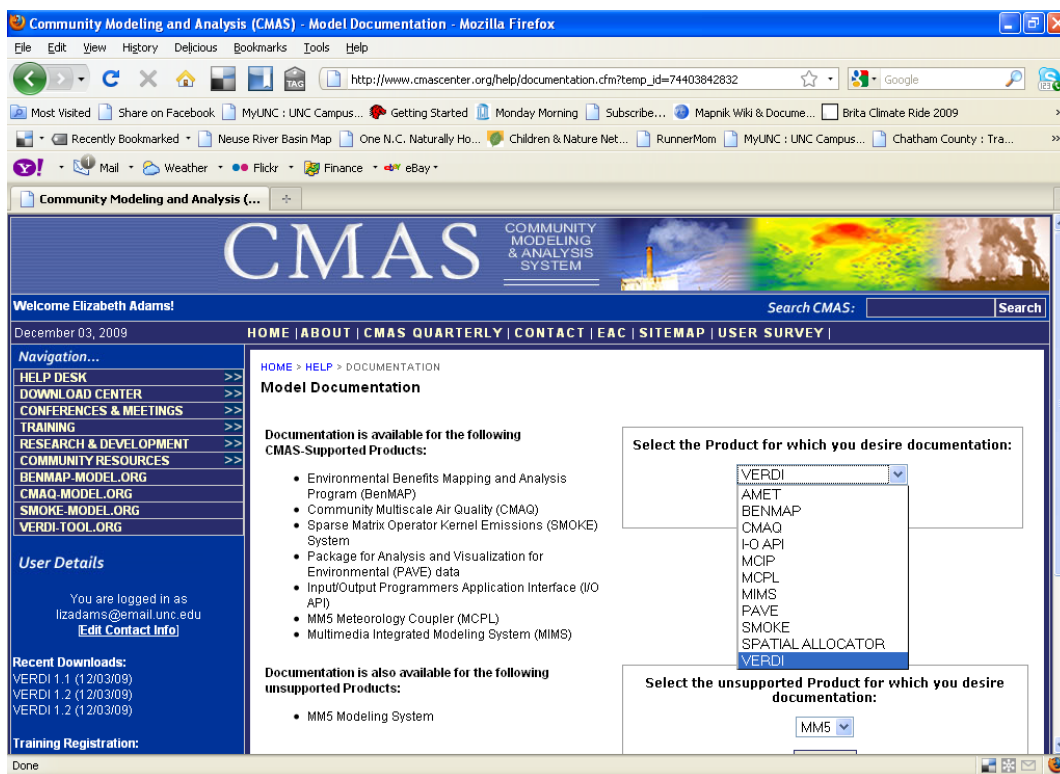 Community Modeling and Analysis (CMAS) - Model Documentation - Mozilla Firefox
File Edit View History Delicious Bookmarks Tools Help
TAG http://www.cmascenter.org/help/documentation.cfm?temp_id=74403842832 Google
Most Visited Share on Facebook MyUNC : UNC Campus... Getting Started Monday Morning Subscribe... Mapnik Wiki & Docume... Brita Climate Ride 2009
Recently Bookmarked Neuse River Basin Map One N.C. Naturally Ho... Children & Nature Net... RunnerMom MyUNC : UNC Campus... Chatham County : Tra...
Y! Mail Weather Flickr Finance eBay
Community Modeling and Analysis (...
CMAS
COMMUNITY
MODELING
& ANALYSIS
SYSTEM
Welcome Elizabeth Adams!
Search CMAS: Search
December 03, 2009
HOME | ABOUT | CMAS QUARTERLY | CONTACT | EAC | SITEMAP | USER SURVEY |
Navigation...
HELP DESK >>
DOWNLOAD CENTER >>
CONFERENCES & MEETINGS >>
TRAINING >>
RESEARCH & DEVELOPMENT >>
COMMUNITY RESOURCES >>
BENMAP-MODEL.ORG
CMAQ-MODEL.ORG
SMOKE-MODEL.ORG
VERDI-TOOL.ORG
User Details
You are logged in as
lizadams@email.unc.edu
[Edit Contact Info]
Recent Downloads:
VERDI 1.1 (12/03/09)
VERDI 1.2 (12/03/09)
VERDI 1.2 (12/03/09)
Training Registration:
HOME > HELP > DOCUMENTATION
Model Documentation
Documentation is available for the following
CMAS-Supported Products:
• Environmental Benefits Mapping and Analysis
Program (BenMAP)
• Community Multiscale Air Quality (CMAQ)
• Sparse Matrix Operator Kernel Emissions (SMOKE)
System
• Package for Analysis and Visualization for
Environmental (PAVE) data
• Input/Output Programmers Application Interface (I/O
API)
• MM5 Meteorology Coupler (MCPL)
• Multimedia Integrated Modeling System (MIMS)
Documentation is also available for the following
unsupported Products:
• MM5 Modeling System
Select the Product for which you desire documentation:
VERDI
AMET
BENMAP
CMAQ
I-O API
MCIP
MCPL
MIMS
PAVE
SMOKE
SPATIAL ALLOCATOR
VERDI
Select the unsupported Product for which you desire
documentation:
MM5
Done